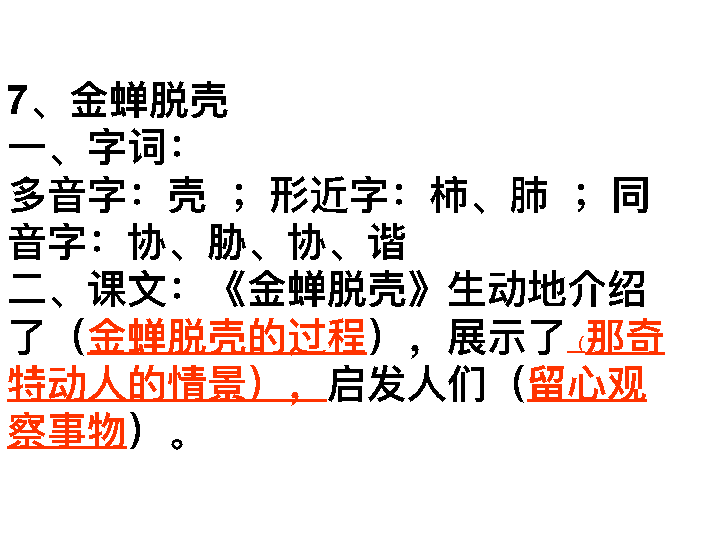 7、金蝉脱壳
一、字词：
多音字：壳 ；形近字：柿、肺 ；同
音字：协、胁、协、谐
二、课文：《金蝉脱壳》生动地介绍
了（金蝉脱壳的过程），展示了（那奇
特动人的情景），启发人们（留心观
察事物）。